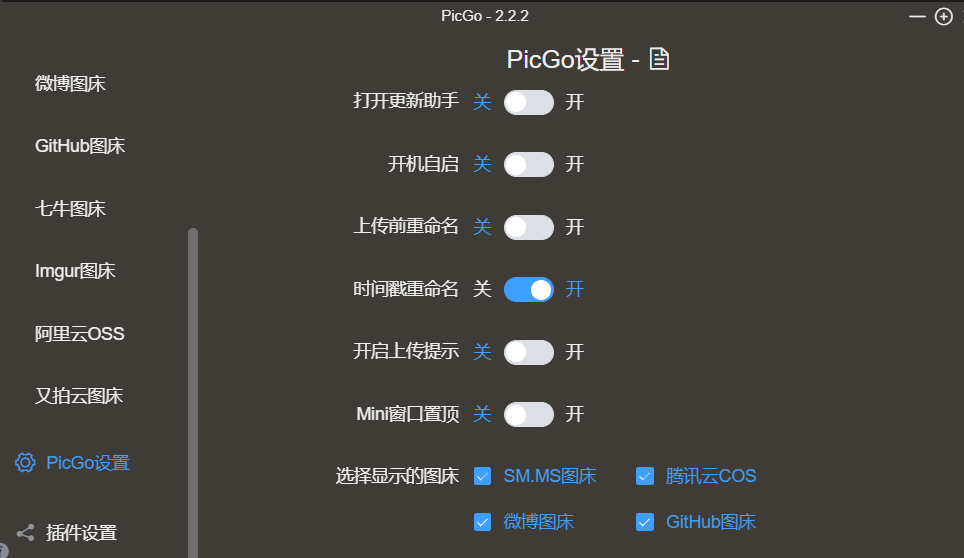 PicGo - 2.2.2
PicGo设置 -
微博图床
GitHub图床
七牛图床
Imgur图床
阿里云OSS
又拍云图床
PicGo设置
插件设置
打开更新助手 关 开
开机自启 关 开
上传前重命名 关 开
时间戳重命名 关 开
开启上传提示 关 开
Mini窗口置顶 关 开
选择显示的图床 SM.MS图床 腾讯云COS
微博图床 GitHub图床